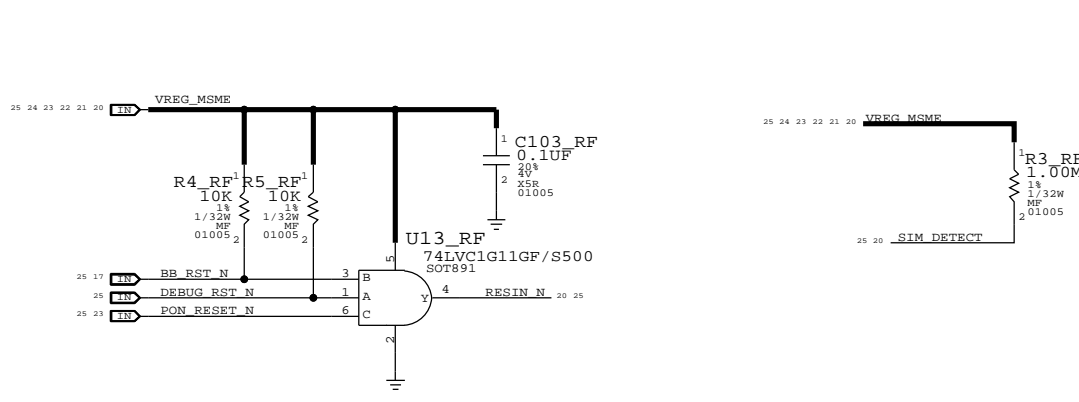 25 24 23 22 21 20 IN VREG_MSME
R4_RF 1
10K
1%
1/32W
MF
01005 2
R5_RF 1
10K
1%
1/32W
MF
01005 2
1 C103_RF
0.1UF
20%
4V
2 X5R
01005
U13_RF
74LVC1G11GF/S500
SOT891
5
25 17 IN BB_RST_N 3 B
25 IN DEBUG_RST_N 1 A
25 23 IN PON_RESET_N 6 C
Y 4 RESIN_N 20 25
2
25 24 23 22 21 20 VREG_MSME
1 R3_RF
1.00M
1%
1/32W
MF
2 01005
25 20 SIM_DETECT